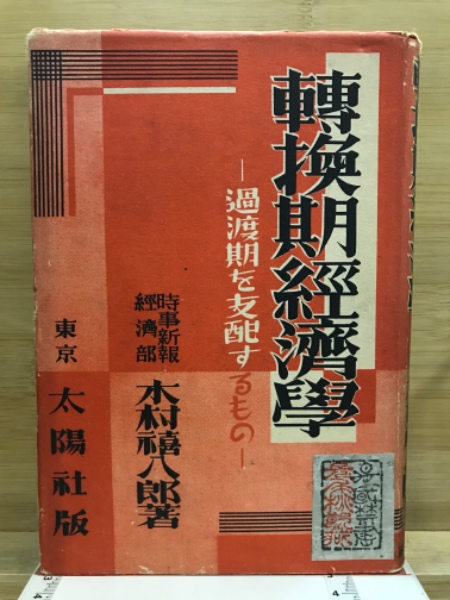 轉換期經濟學
—過渡期を支配するもの—
時事新報
經濟部
木村禧八郎著
東京
太陽社版